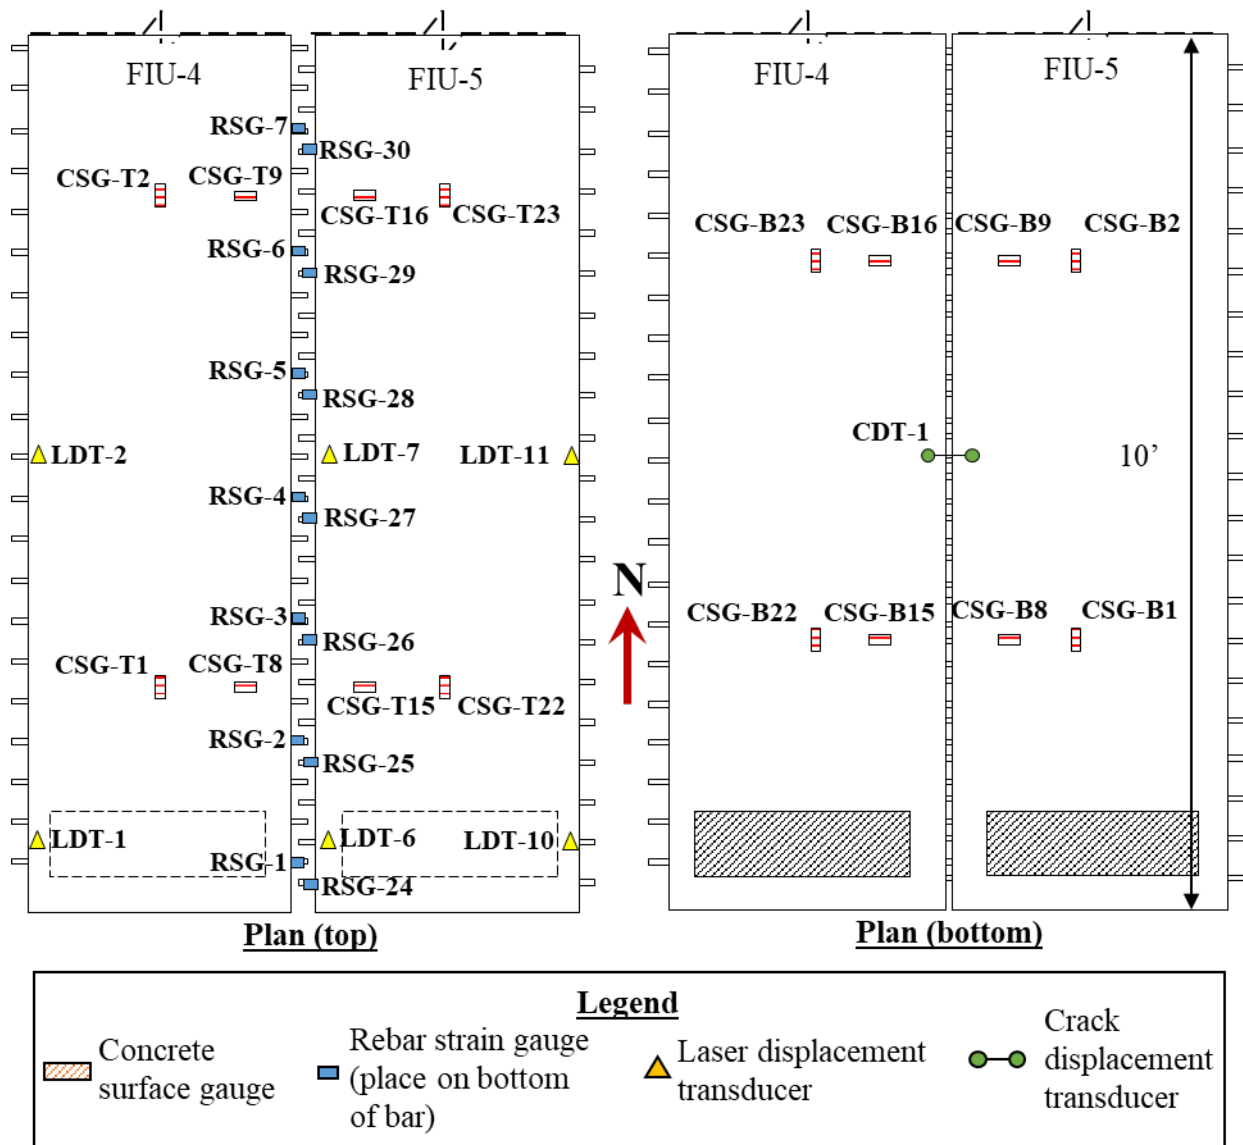 FIU-4
FIU-5
RSG-7
RSG-30
CSG-T2
CSG-T9
CSG-T16
CSG-T23
RSG-6
RSG-29
RSG-5
RSG-28
LDT-2
LDT-7
LDT-11
RSG-4
RSG-27
RSG-3
RSG-26
CSG-T1
CSG-T8
CSG-T15
CSG-T22
RSG-2
RSG-25
LDT-1
LDT-6
LDT-10
RSG-1
RSG-24
Plan (top)
N
FIU-4
FIU-5
CSG-B23
CSG-B16
CSG-B9
CSG-B2
CDT-1
10’
CSG-B22
CSG-B15
CSG-B8
CSG-B1
Plan (bottom)
Legend
Concrete
surface gauge
Rebar strain gauge
(place on bottom
of bar)
Laser displacement
transducer
Crack
displacement
transducer